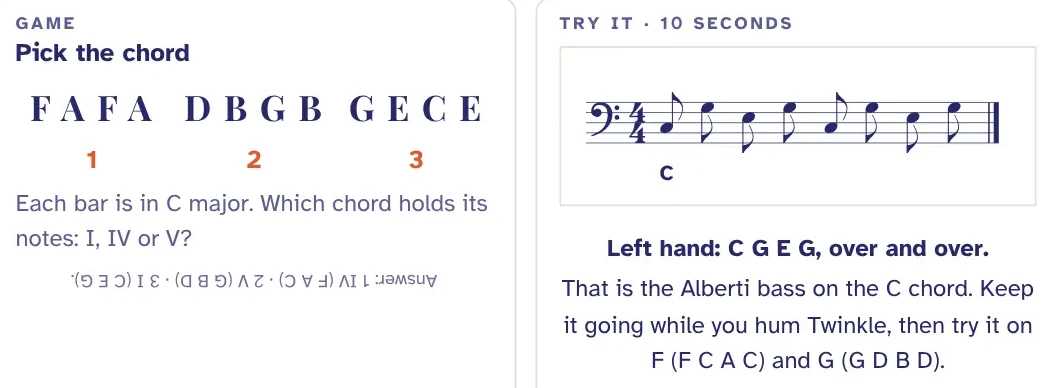 GAME
Pick the chord
F A F A D B G B G E C E
1 2 3
Each bar is in C major. Which chord holds its
notes: I, IV or V?
Answer: 1 IV (F A C) · 2 V (G B D) · 3 I (C E G).
TRY IT · 10 SECONDS
4
4
C
Left hand: C G E G, over and over.
That is the Alberti bass on the C chord. Keep
it going while you hum Twinkle, then try it on
F (F C A C) and G (G D B D).